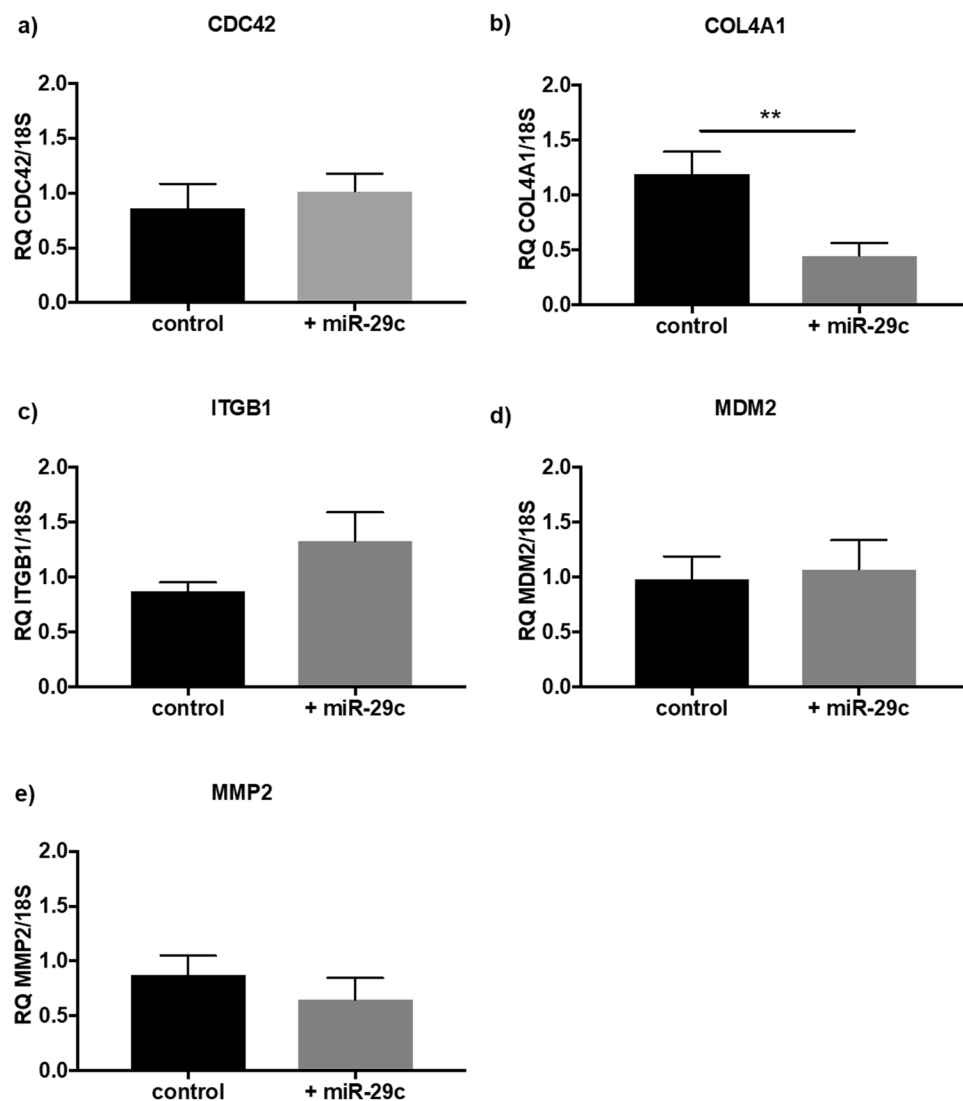 a)
CDC42
RQ CDC42/18S
2.0
1.5
1.0
0.5
0.0
control
+ miR-29c
b)
COL4A1
RQ COL4A1/18S
2.0
1.5
1.0
0.5
0.0
**
control
+ miR-29c
c)
ITGB1
RQ ITGB1/18S
2.0
1.5
1.0
0.5
0.0
control
+ miR-29c
d)
MDM2
RQ MDM2/18S
2.0
1.5
1.0
0.5
0.0
control
+ miR-29c
e)
MMP2
RQ MMP2/18S
2.0
1.5
1.0
0.5
0.0
control
+ miR-29c